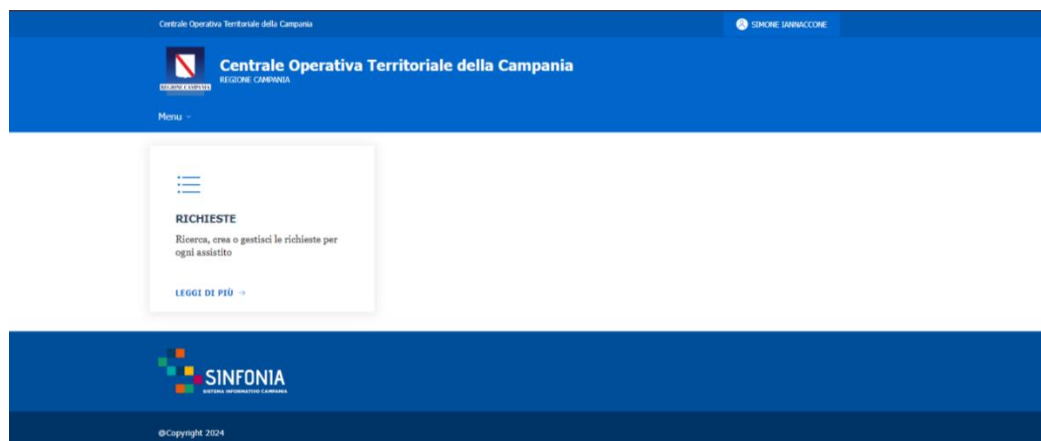 Centrale Operativa Territoriale della Campania
SIMONE IANNACCONE
REGIONE CAMPANIA
Centrale Operativa Territoriale della Campania
REGIONE CAMPANIA
Menu
RICHIESTE
Ricerca, crea o gestisci le richieste per
ogni assistito
LEGGI DI PIÙ →
SINFONIA
SISTEMA INFORMATIVO CAMPANIA
@Copyright 2024